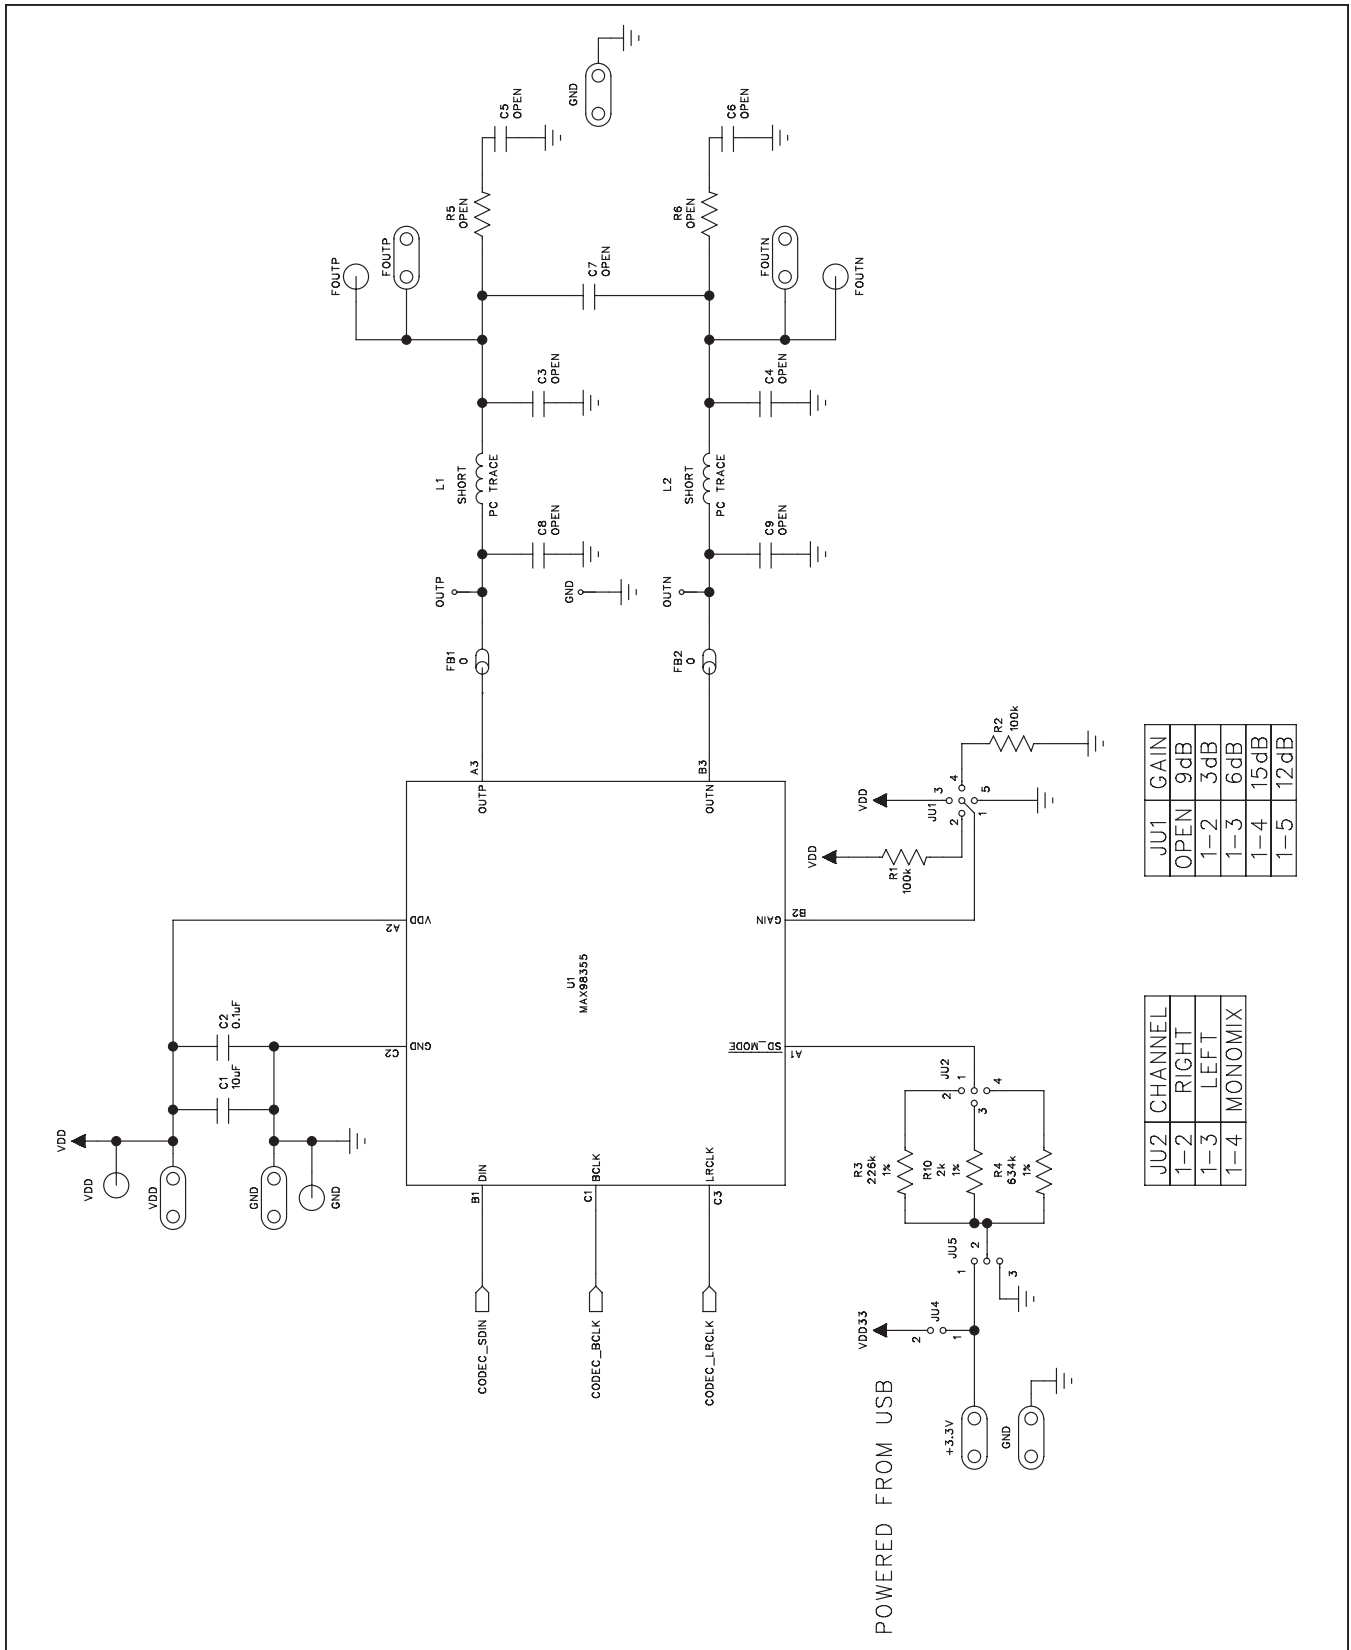 VDD
VDD
VDD
GND
GND
C1
10uF
C2
0.1uF
GND
C5
OPEN
R5
OPEN
C6
OPEN
R6
OPEN
FOUTP
FOUTP
C7
OPEN
FOUTN
FOUTN
C3
OPEN
C4
OPEN
L1
SHORT
PC TRACE
L2
SHORT
PC TRACE
C8
OPEN
C9
OPEN
OUTP
GND
OUTN
FB1
0
FB2
0
A3
OUTP
B3
OUTN
A2
VDD
C2
GND
U1
MAX98355
GAIN
B2
SD_MODE
A1
B1
DIN
C1
BCLK
C3
LRCLK
CODEC_SDIN
CODEC_BCLK
CODEC_LRCLK
VDD
R1
100k
VDD
JU1
1
2
3
4
5
R2
100k
JU2
1
2
3
4
R3
226k
1%
R10
2k
1%
R4
634k
1%
JU5
1
2
3
VDD33
JU4
2
1
+3.3V
GND
POWERED FROM USB
JU1 GAIN
OPEN 9dB
1-2 3dB
1-3 6dB
1-4 15dB
1-5 12dB
JU2 CHANNEL
1-2 RIGHT
1-3 LEFT
1-4 MONOMIX